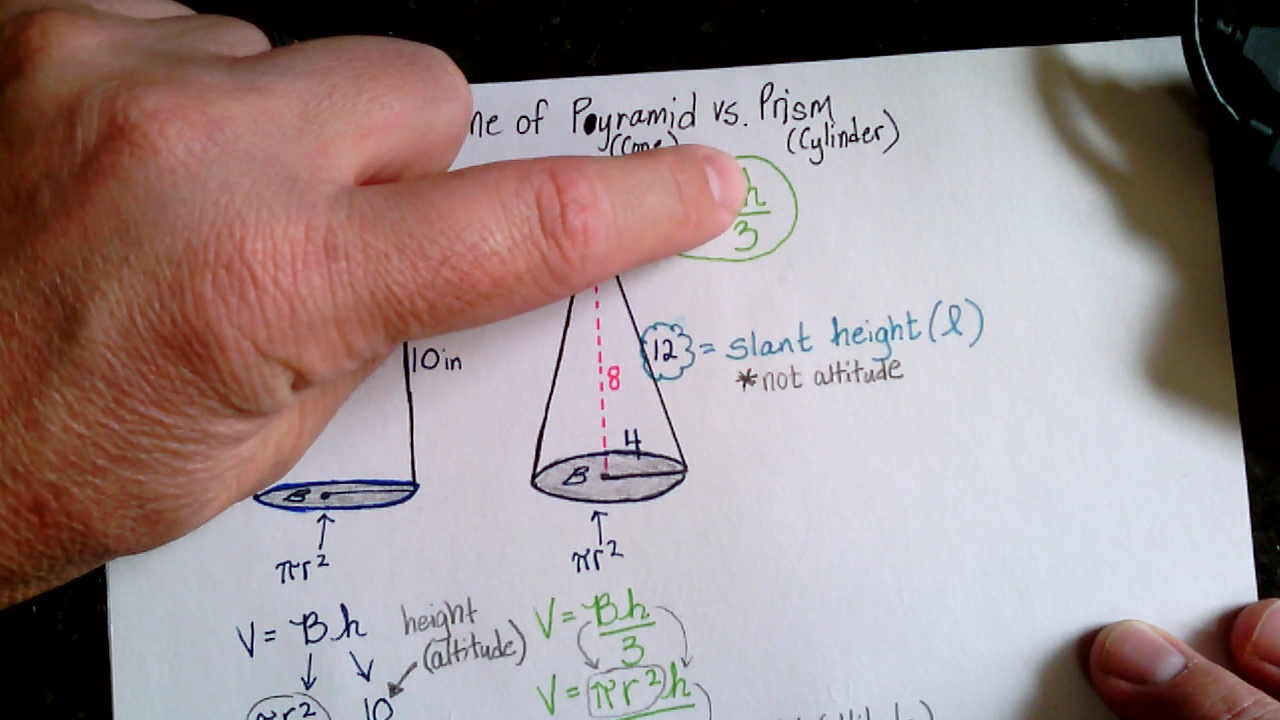 of Poyramid vs. Prism
(Cone) (Cylinder)
h
3
10in
12 = slant height (l)
*not altitude
8
4
B
B
πr²
πr²
V = Bh
height
(altitude)
πr²
10
V = Bh
3
V = πr²h